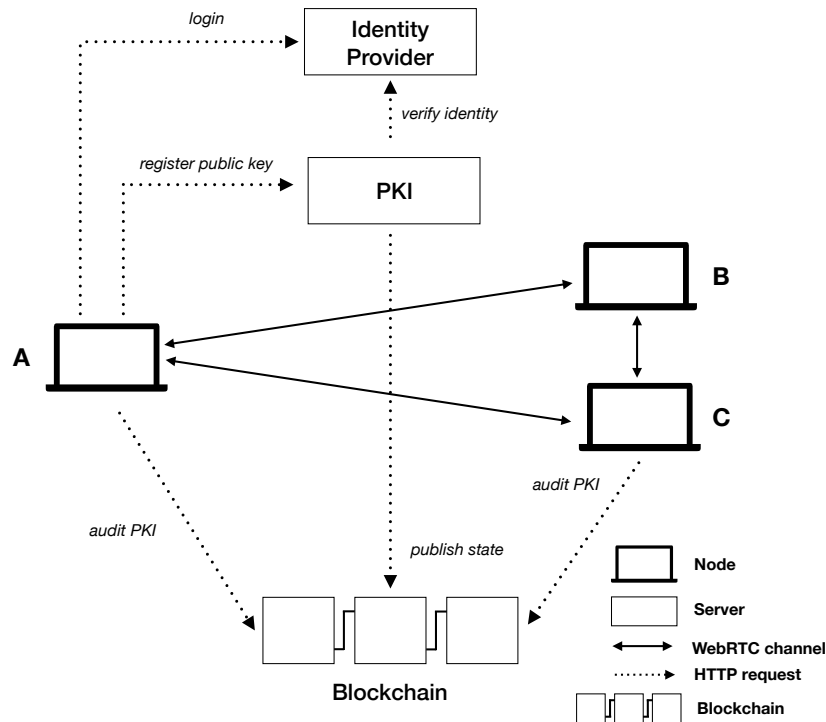 login
Identity
Provider
verify identity
register public key
PKI
B
A
C
audit PKI
audit PKI
publish state
Node
Server
WebRTC channel
HTTP request
Blockchain
Blockchain